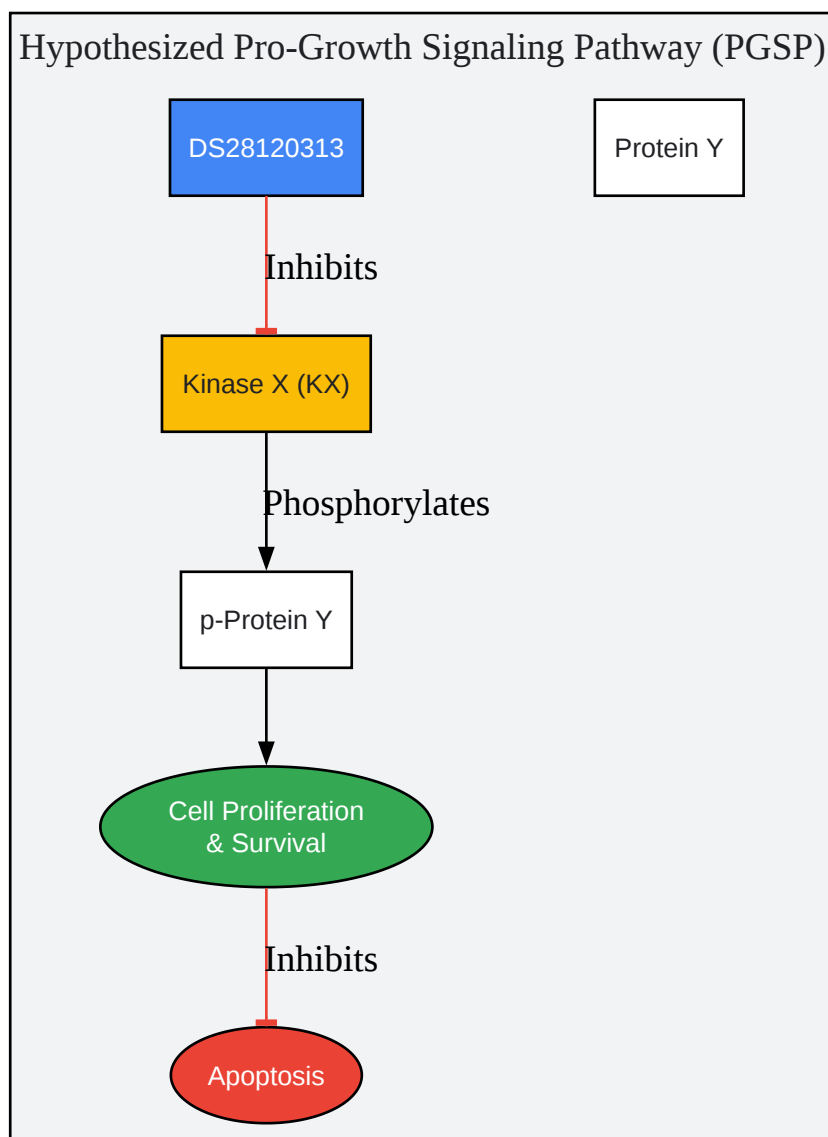 Hypothesized Pro-Growth Signaling Pathway (PGSP)
DS28120313
Protein Y
Inhibits
Kinase X (KX)
Phosphorylates
p-Protein Y
Cell Proliferation
& Survival
Inhibits
Apoptosis